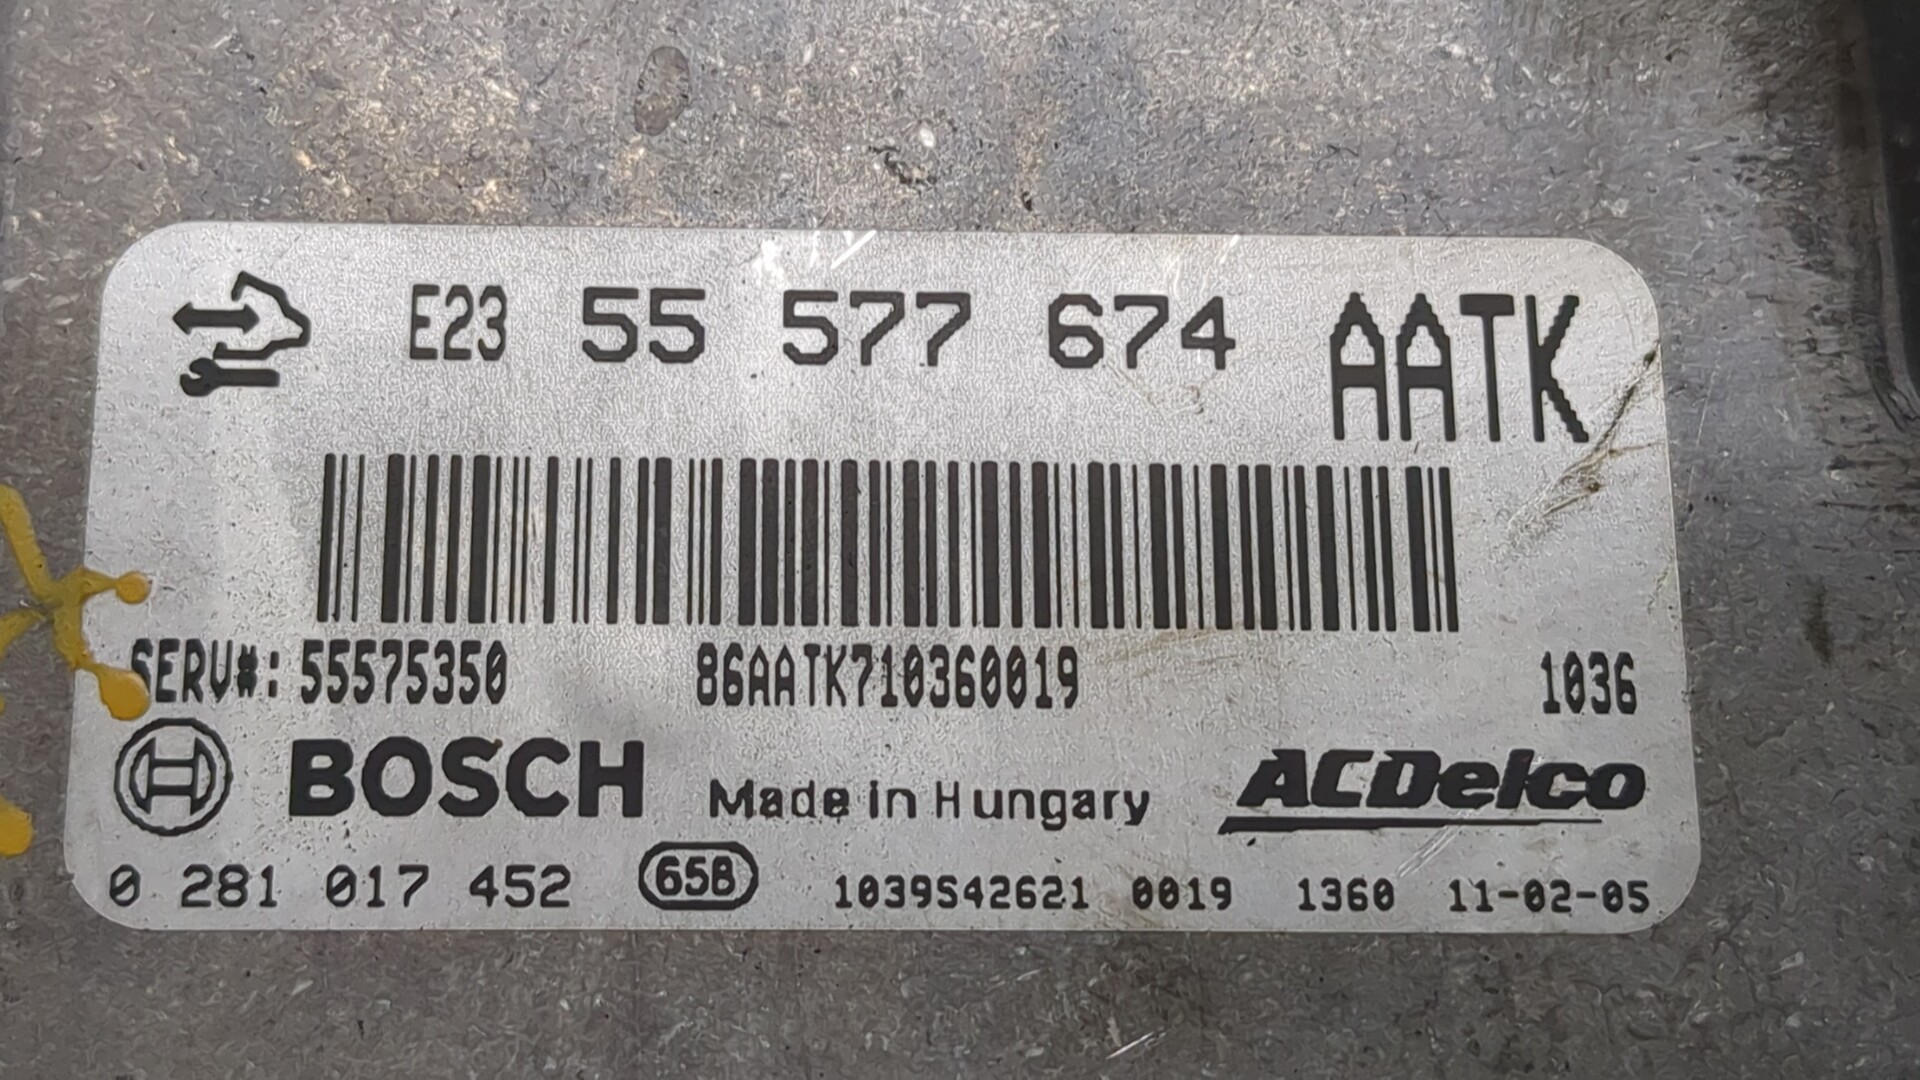 E23 55 577 674 AATK
SERV#: 55575350 86AATK710360019 1036
BOSCH Made in Hungary ACDelco
0 281 017 452 65B 1039S42621 0019 1360 11-02-05